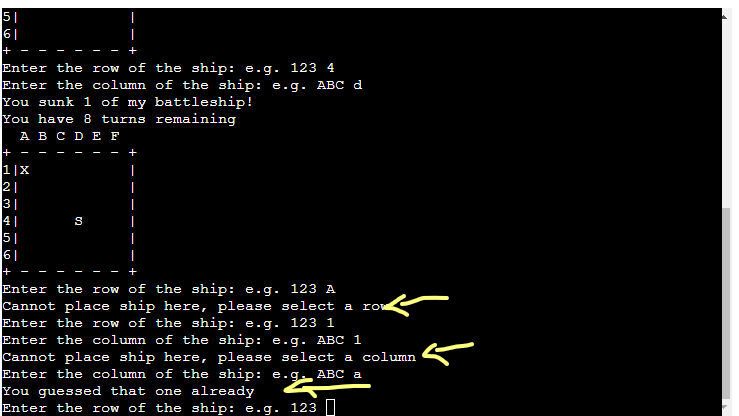 5|             |
6|             |
+ - - - - - - +
Enter the row of the ship: e.g. 123 4
Enter the column of the ship: e.g. ABC d
You sunk 1 of my battleship!
You have 8 turns remaining
  A B C D E F
+ - - - - - - +
1|X            |
2|             |
3|             |
4|      S      |
5|             |
6|             |
+ - - - - - - +
Enter the row of the ship: e.g. 123 A
Cannot place ship here, please select a row
Enter the row of the ship: e.g. 123 1
Enter the column of the ship: e.g. ABC 1
Cannot place ship here, please select a column
Enter the column of the ship: e.g. ABC a
You guessed that one already
Enter the row of the ship: e.g. 123